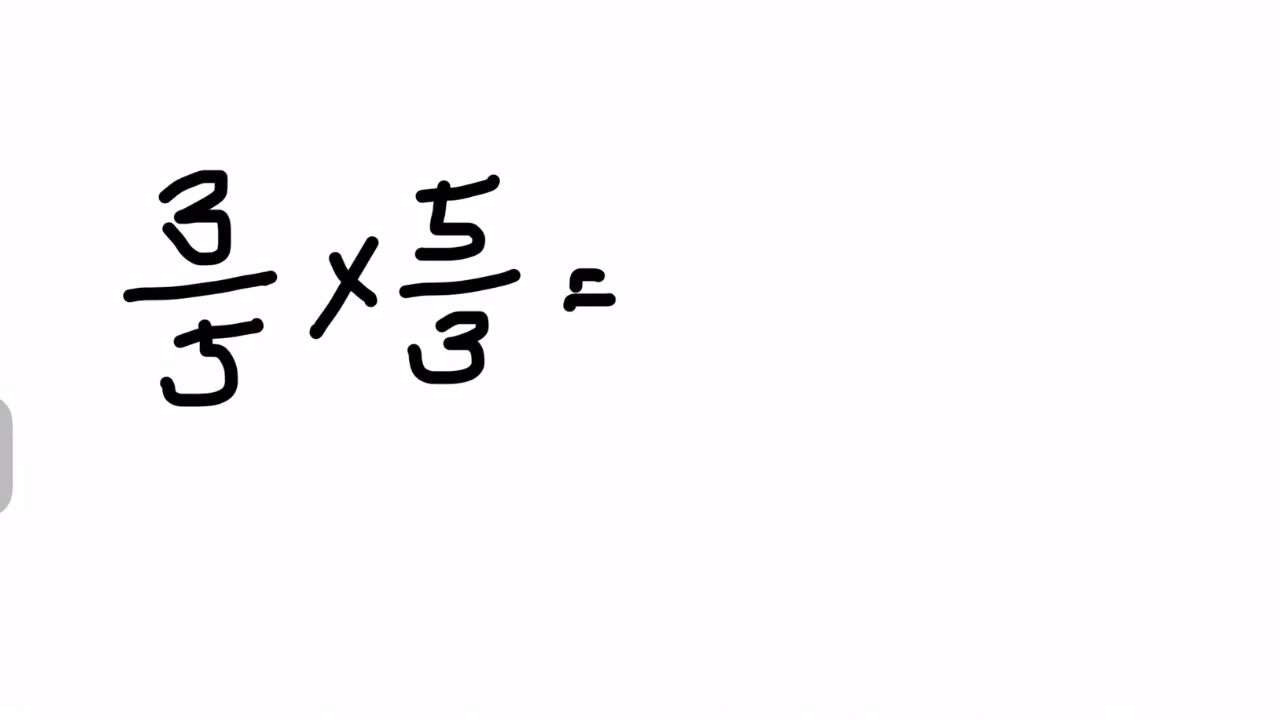 3/5 × 5/3 =